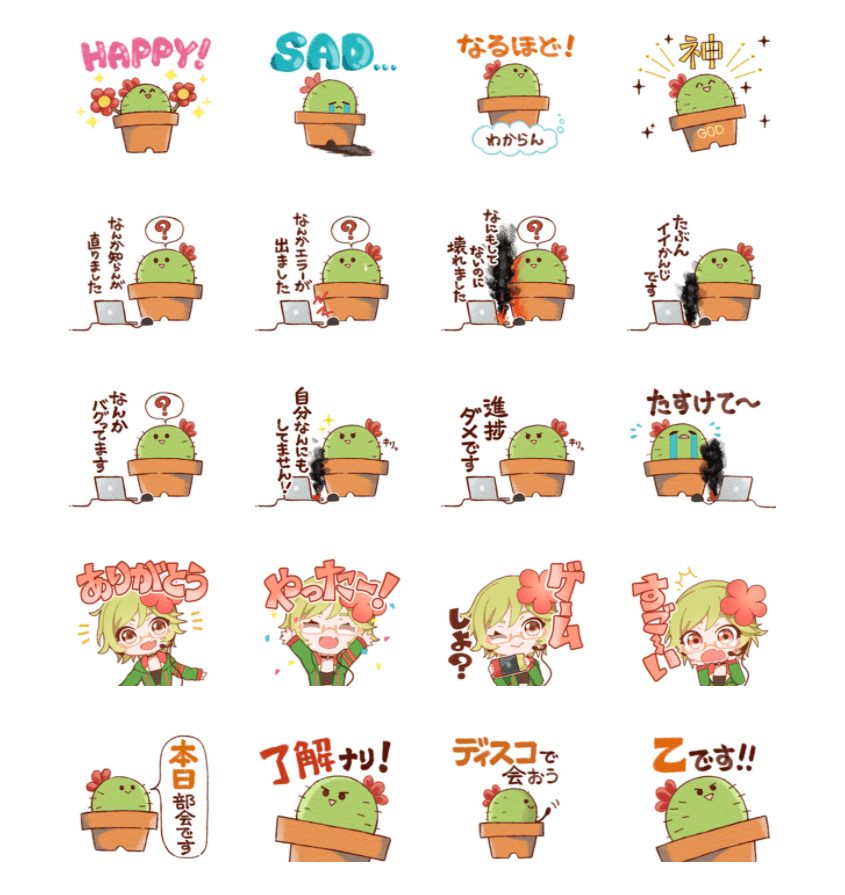 HAPPY!
SAD...
なるほど!
わからん
神
GOD
なんか知らんが
直りました
?
なんかエラーが
出ました
?
なにもして
ないのに
壊れました
?
たぶん
イイかんじ
です
なんか
バグってます
?
自分なんにも
してません!!
キリッ
進捗
ダメです
キリッ
たすけて〜
ありがとう
やったー!
ゲーム
しよ?
すご〜い
本日
部会です
了解ナリ!
ディスコで
会おう
乙です!!